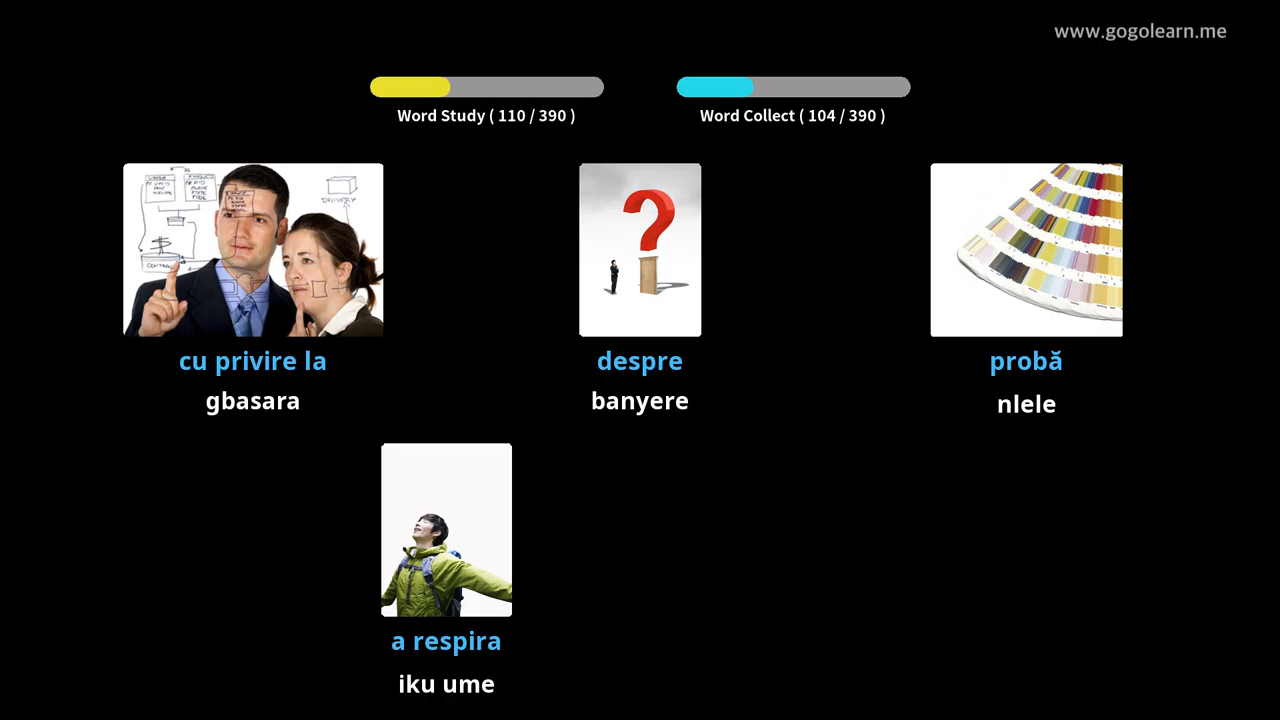 www.gogolearn.me
Word Study ( 110 / 390 )
Word Collect ( 104 / 390 )
DELIVERY
cu privire la
gbasara
despre
banyere
probă
nlele
a respira
iku ume